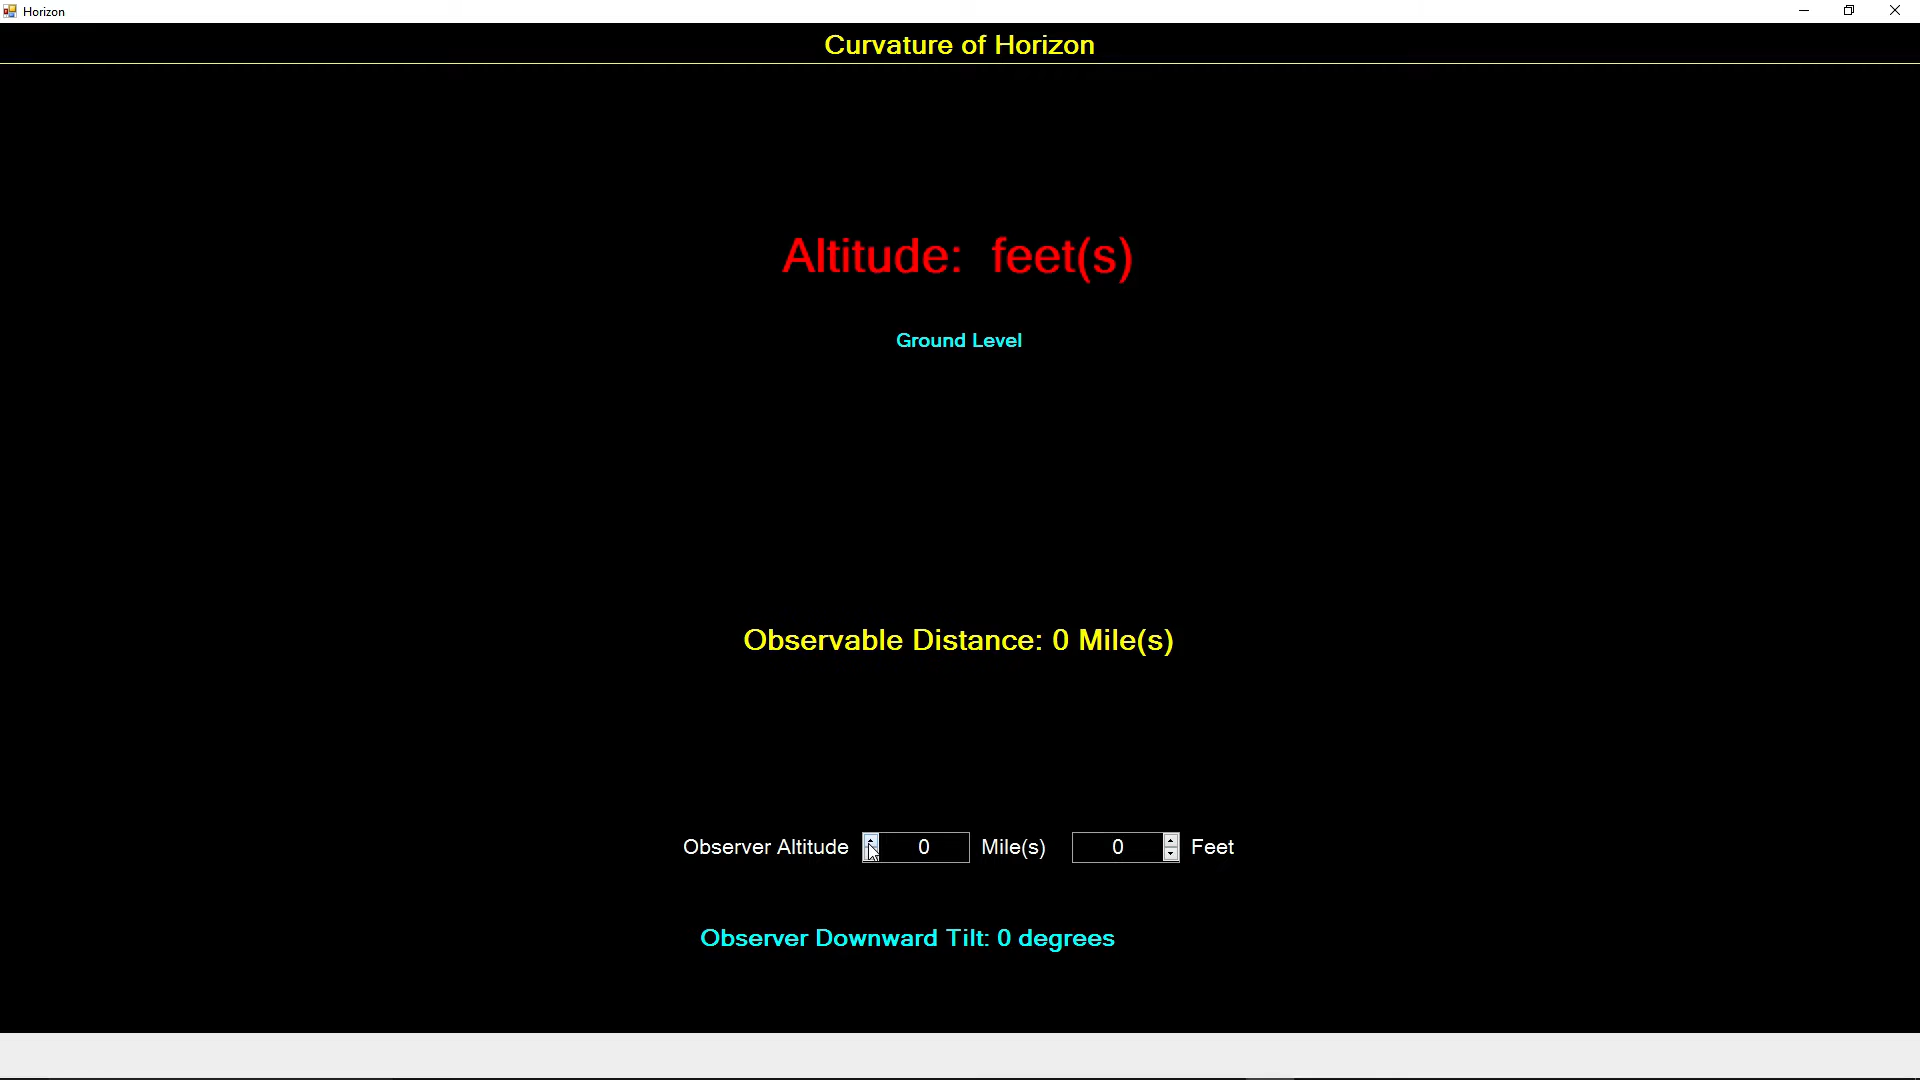 Horizon
Curvature of Horizon
Altitude:  feet(s)
Ground Level
Observable Distance: 0 Mile(s)
Observer Altitude 0 Mile(s) 0 Feet
Observer Downward Tilt: 0 degrees